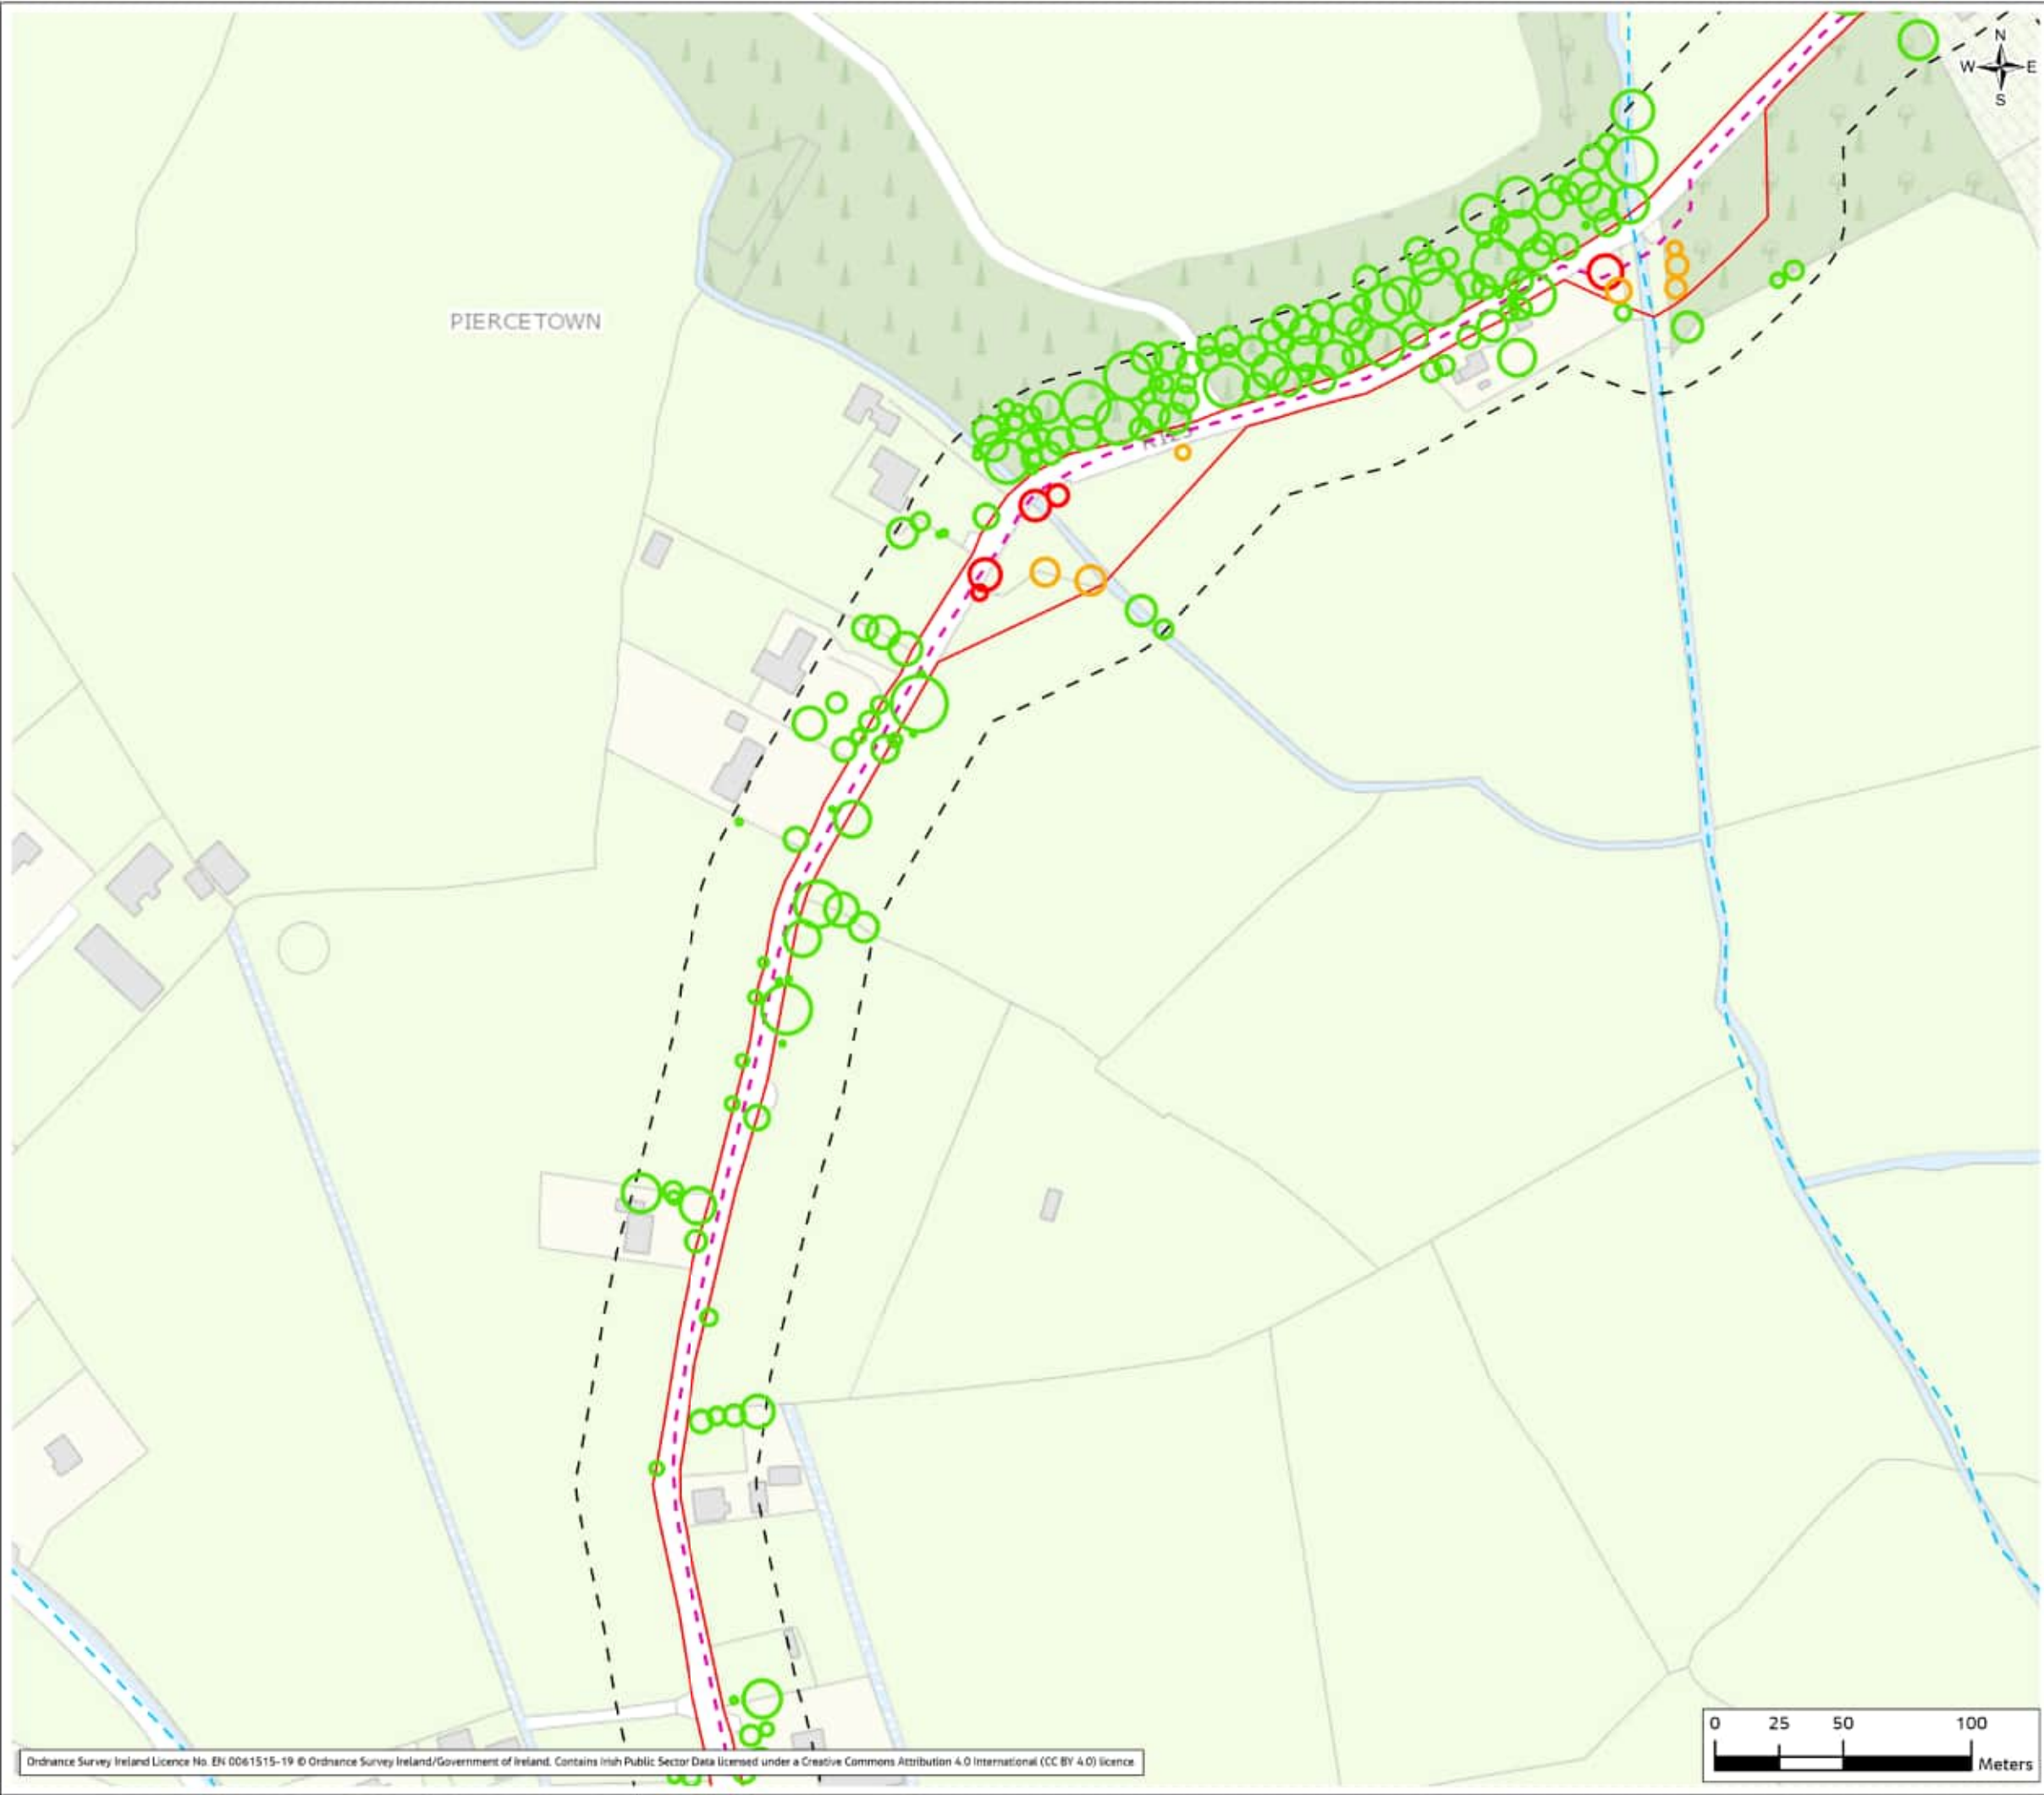 N
W E
S
PIERCETOWN
R125
0 25 50 100
Meters
Ordnance Survey Ireland Licence No. EN 0061515-19 © Ordnance Survey Ireland/Government of Ireland. Contains Irish Public Sector Data licensed under a Creative Commons Attribution 4.0 International (CC BY 4.0) licence